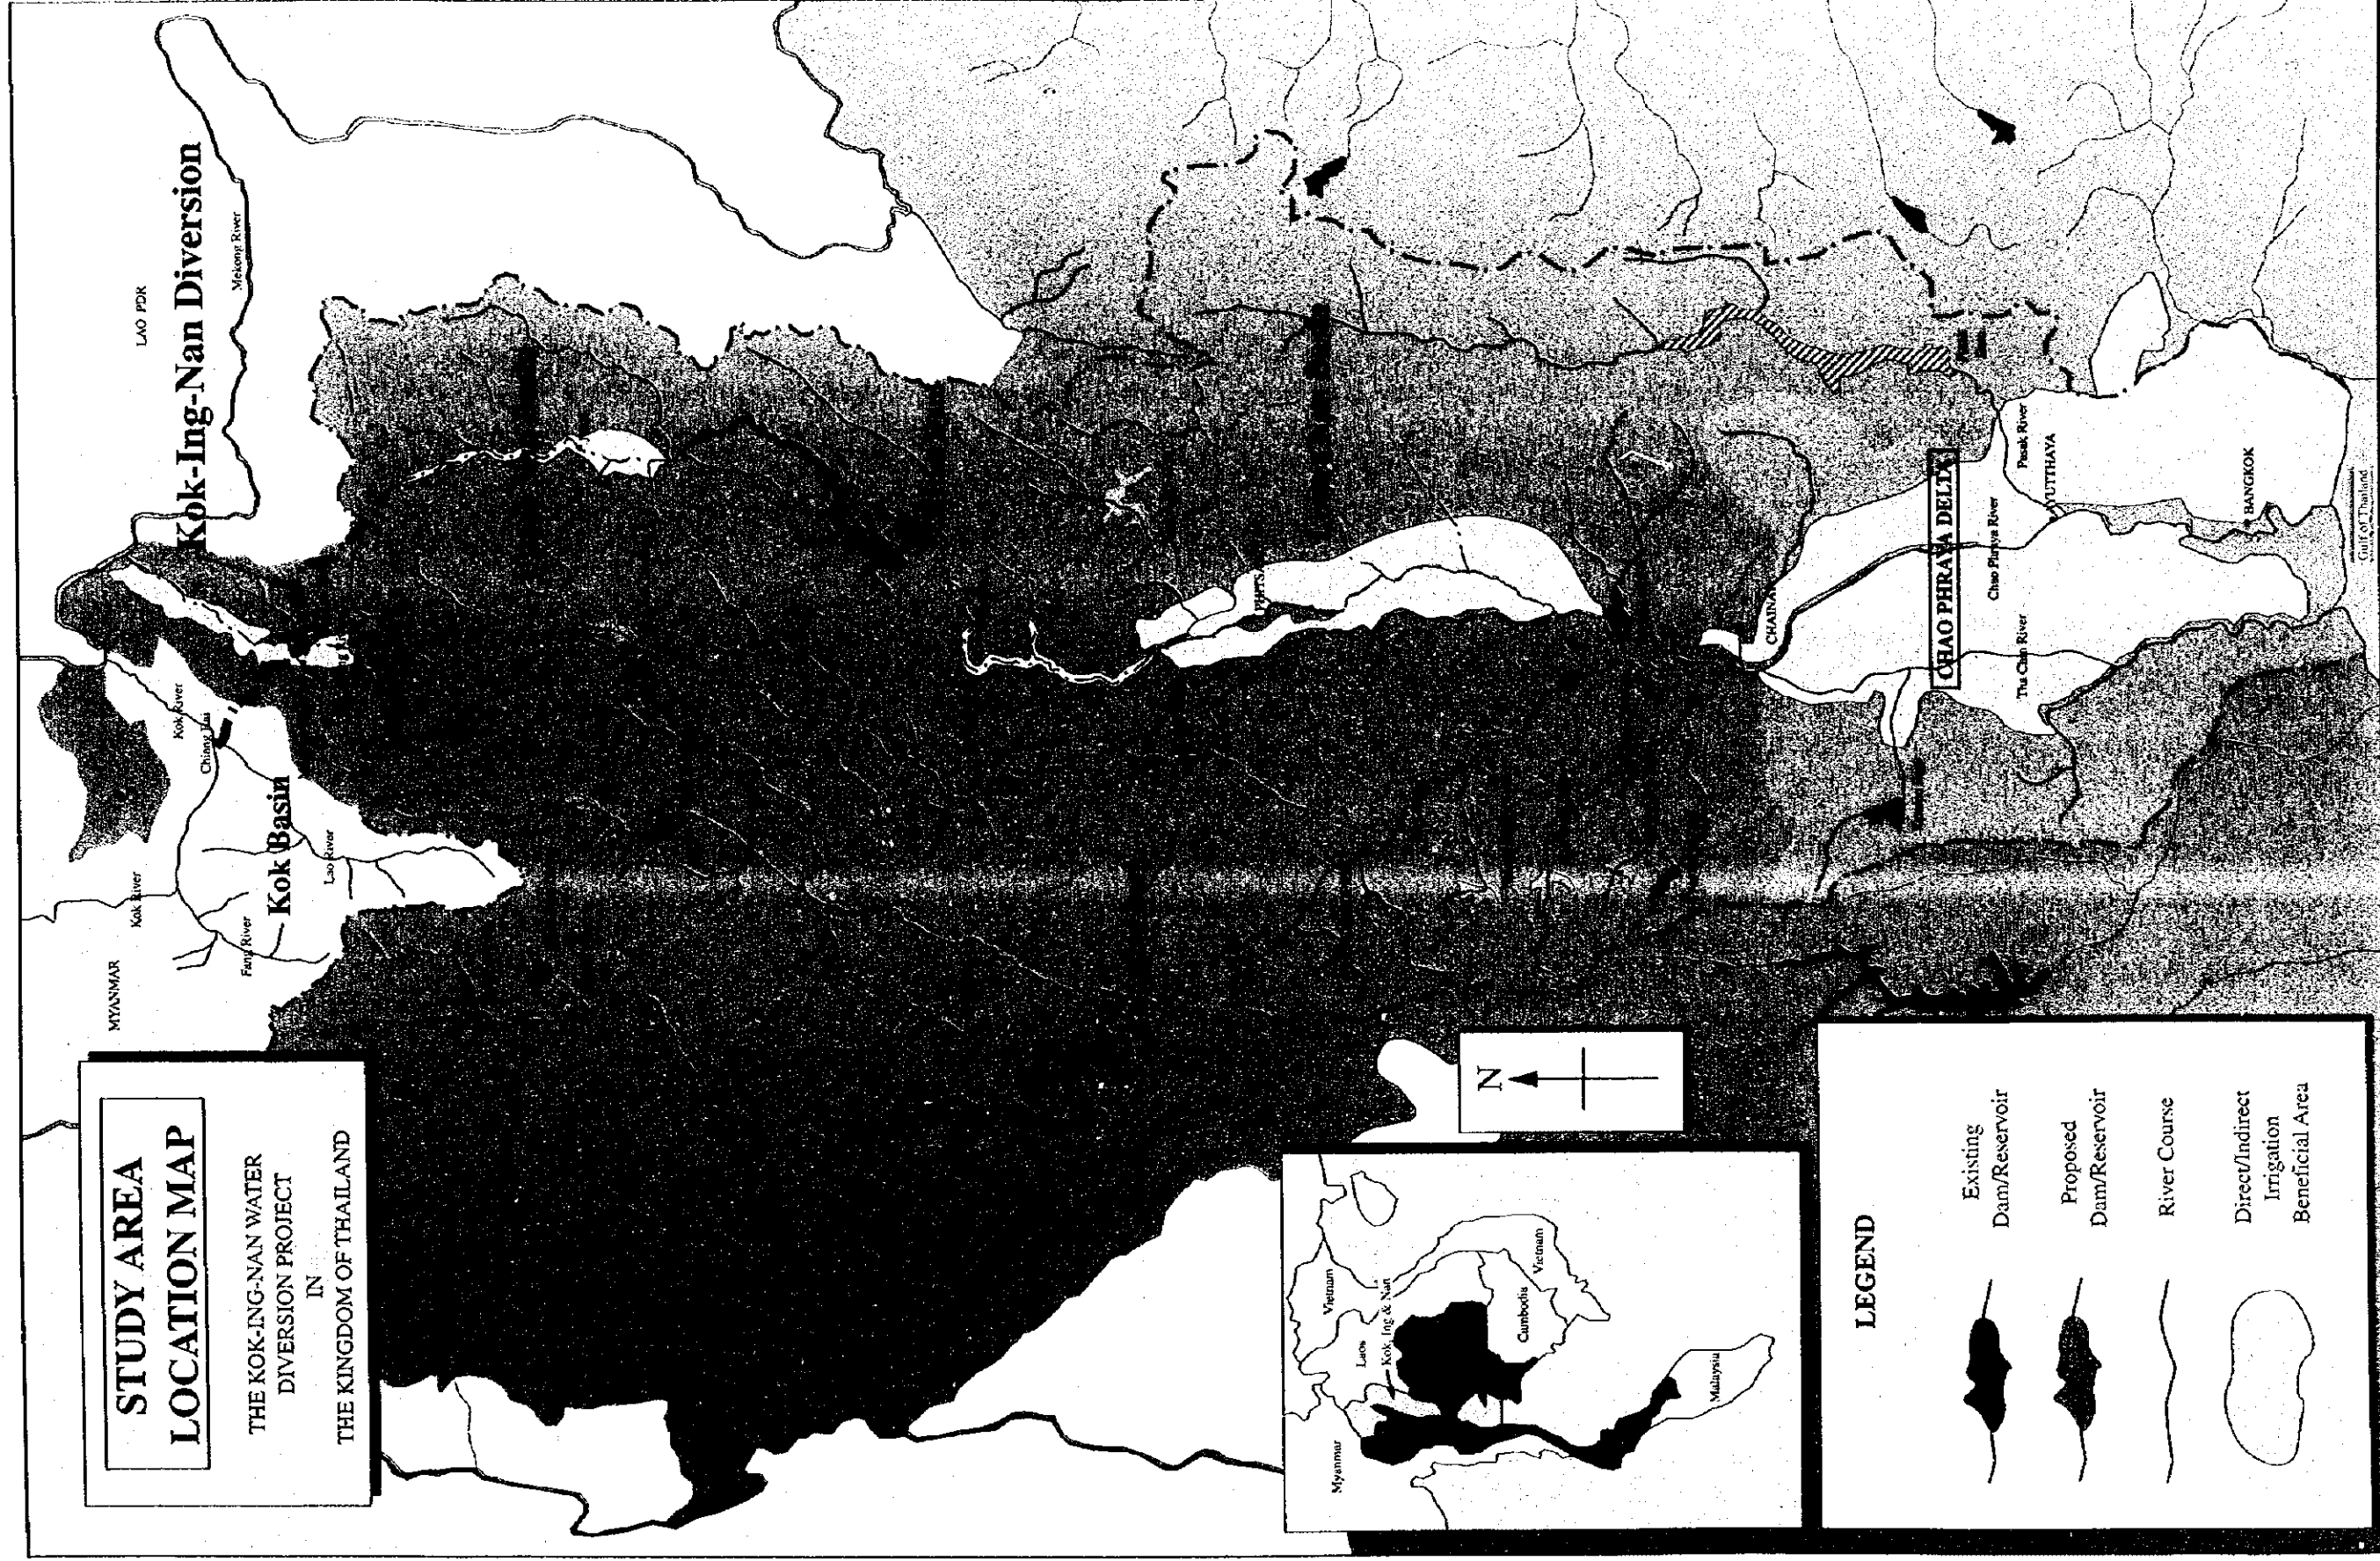 STUDY AREA
LOCATION MAP
THE KOK-ING-NAN WATER
DIVERSION PROJECT
IN
THE KINGDOM OF THAILAND
MYANMAR
Kok River
Fang River
Kok Basin
Lao River
Kok River
LAO PDR
Kok-Ing-Nan Diversion
Mekong River
CHAO PHRAYA DELTA
Tha Chin River
Chao Phraya River
Pasak River
BANGKOK
Gulf of Thailand
N
Myanmar
Laos
Vietnam
Kok, Ing & Nan
Cambodia
Vietnam
Malaysia
LEGEND
Existing
Dam/Reservoir
Proposed
Dam/Reservoir
River Course
Direct/Indirect
Irrigation
Beneficial Area